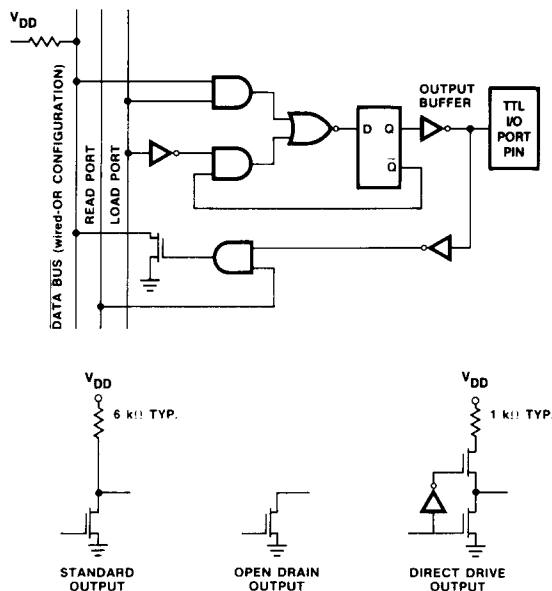 VDD
DATA BUS (wired-OR CONFIGURATION)
READ PORT
LOAD PORT
OUTPUT
BUFFER
TTL
I/O
PORT
PIN
D Q
Q̄
VDD
6 kΩ TYP.
VDD
1 kΩ TYP.
STANDARD
OUTPUT
OPEN DRAIN
OUTPUT
DIRECT DRIVE
OUTPUT